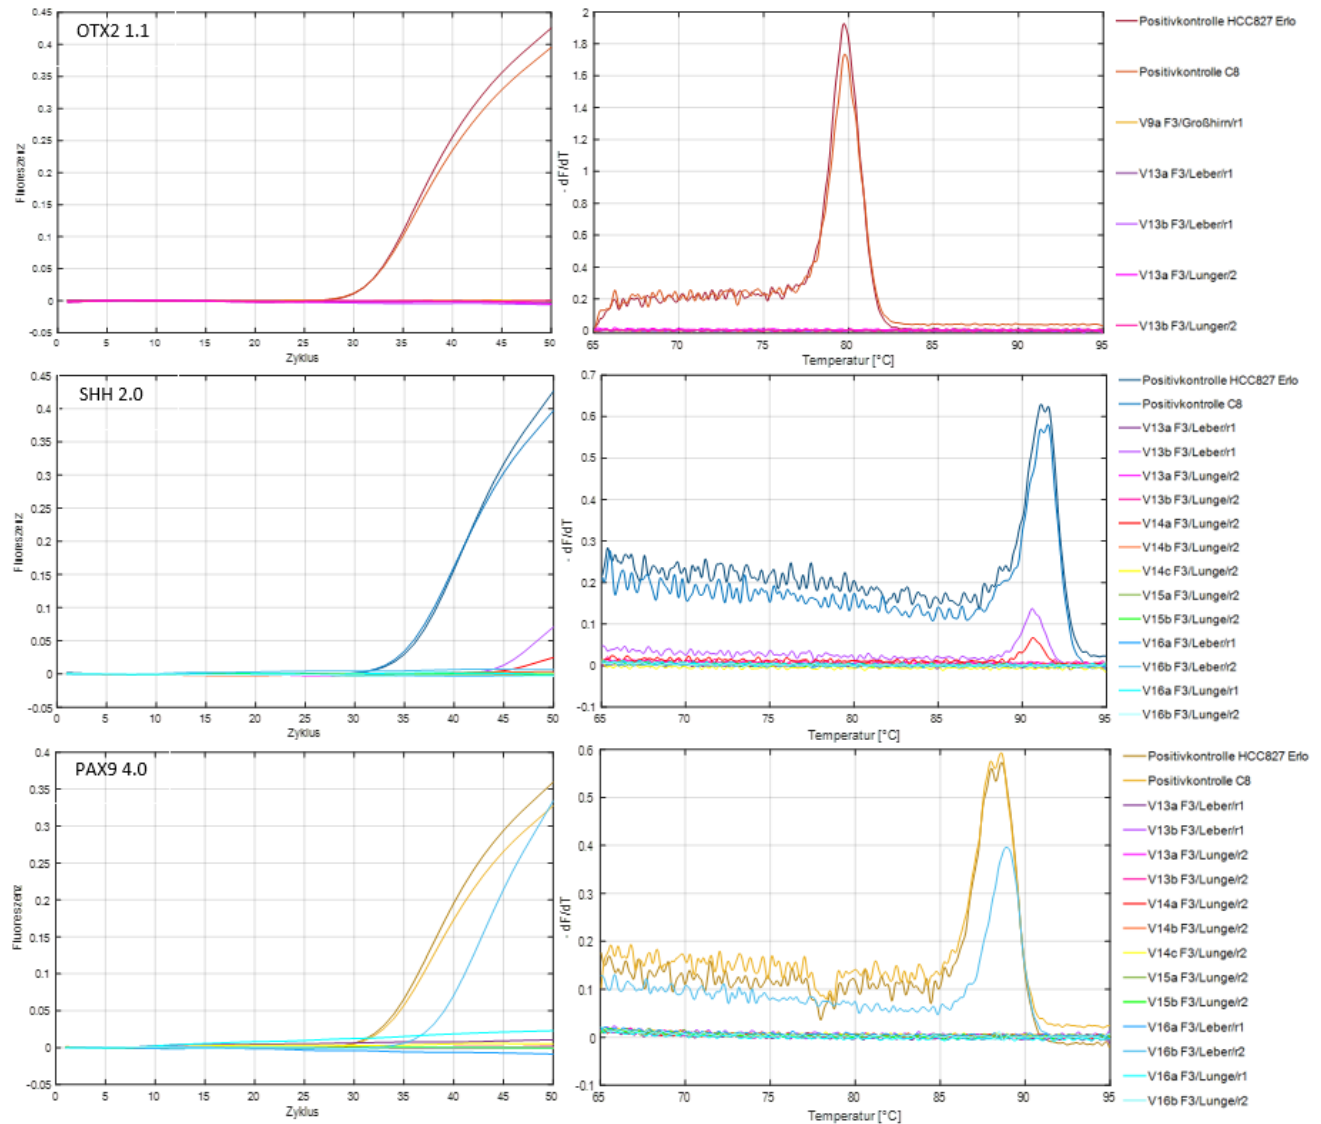 OTX2 1.1
0.45
0.4
0.35
0.3
0.25
0.2
0.15
0.1
0.05
0
-0.05
Fluoreszenz
0 5 10 15 20 25 30 35 40 45 50
Zyklus
2
1.8
1.6
1.4
1.2
1
0.8
0.6
0.4
0.2
0
- dF/dT
65 70 75 80 85 90 95
Temperatur [°C]
Positivkontrolle HCC827 Erlo
Positivkontrolle C8
V9a F3/Großhirn/r1
V13a F3/Leber/r1
V13b F3/Leber/r1
V13a F3/Lunger/2
V13b F3/Lunger/2
SHH 2.0
0.45
0.4
0.35
0.3
0.25
0.2
0.15
0.1
0.05
0
-0.05
Fluoreszenz
0 5 10 15 20 25 30 35 40 45 50
Zyklus
0.7
0.6
0.5
0.4
0.3
0.2
0.1
0
-0.1
- dF/dT
65 70 75 80 85 90 95
Temperatur [°C]
Positivkontrolle HCC827 Erlo
Positivkontrolle C8
V13a F3/Leber/r1
V13b F3/Leber/r1
V13a F3/Lunge/r2
V13b F3/Lunge/r2
V14a F3/Lunge/r2
V14b F3/Lunge/r2
V14c F3/Lunge/r2
V15a F3/Lunge/r2
V15b F3/Lunge/r2
V16a F3/Leber/r1
V16b F3/Leber/r2
V16a F3/Lunge/r1
V16b F3/Lunge/r2
PAX9 4.0
0.4
0.35
0.3
0.25
0.2
0.15
0.1
0.05
0
-0.05
Fluoreszenz
0 5 10 15 20 25 30 35 40 45 50
Zyklus
0.6
0.5
0.4
0.3
0.2
0.1
0
-0.1
- dF/dT
65 70 75 80 85 90 95
Temperatur [°C]
Positivkontrolle HCC827 Erlo
Positivkontrolle C8
V13a F3/Leber/r1
V13b F3/Leber/r1
V13a F3/Lunge/r2
V13b F3/Lunge/r2
V14a F3/Lunge/r2
V14b F3/Lunge/r2
V14c F3/Lunge/r2
V15a F3/Lunge/r2
V15b F3/Lunge/r2
V16a F3/Leber/r1
V16b F3/Leber/r2
V16a F3/Lunge/r1
V16b F3/Lunge/r2